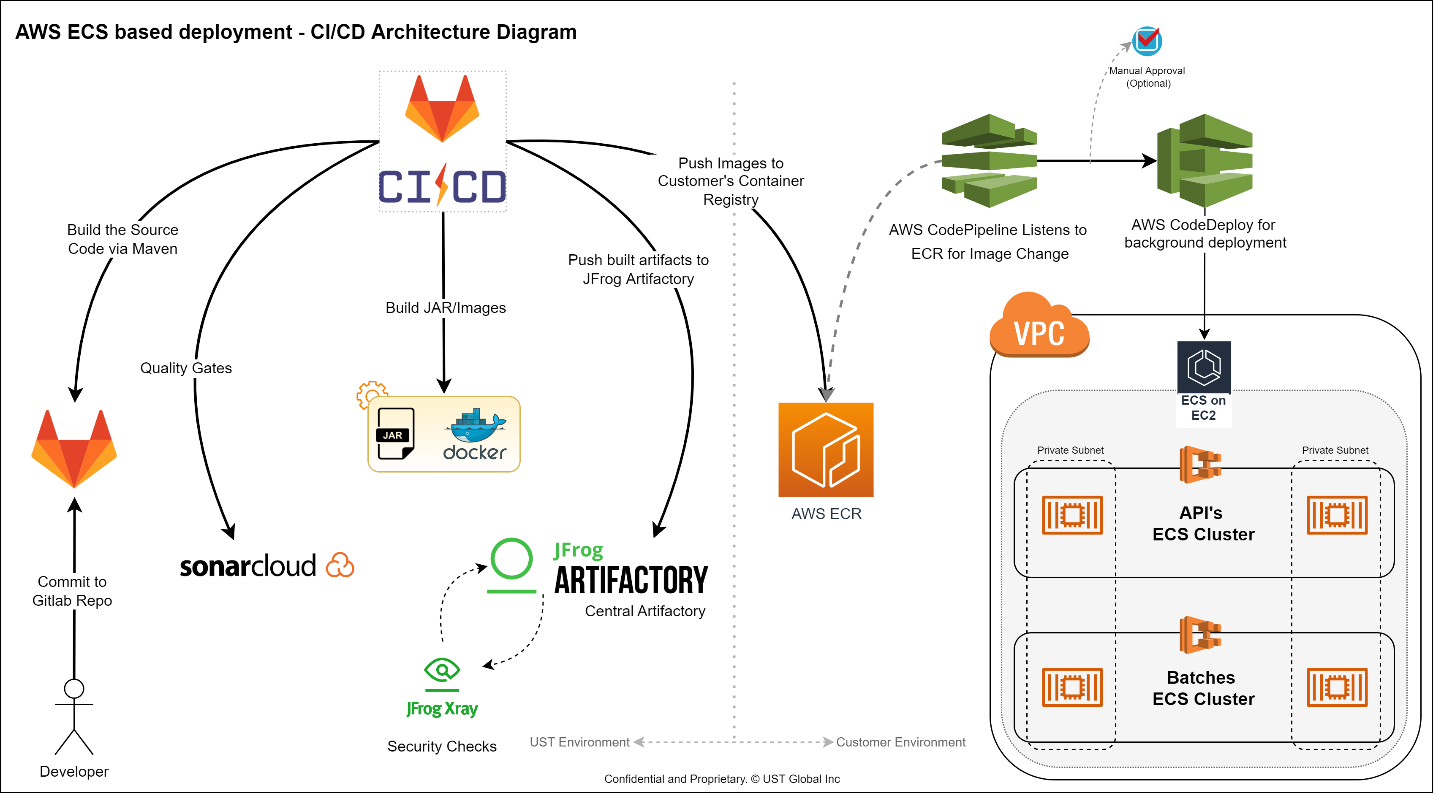 AWS ECS based deployment - CI/CD Architecture Diagram
Manual Approval
(Optional)
CI CD
Push Images to
Customer's Container
Registry
Build the Source
Code via Maven
Push built artifacts to
JFrog Artifactory
AWS CodePipeline Listens to
ECR for Image Change
AWS CodeDeploy for
background deployment
Build JAR/Images
Quality Gates
VPC
ECS on
EC2
JAR
docker
AWS ECR
Private Subnet
Private Subnet
API's
ECS Cluster
sonarcloud
JFrog
ARTIFACTORY
Central Artifactory
Commit to
Gitlab Repo
Batches
ECS Cluster
JFrog Xray
Security Checks
UST Environment
Customer Environment
Developer
Confidential and Proprietary. © UST Global Inc